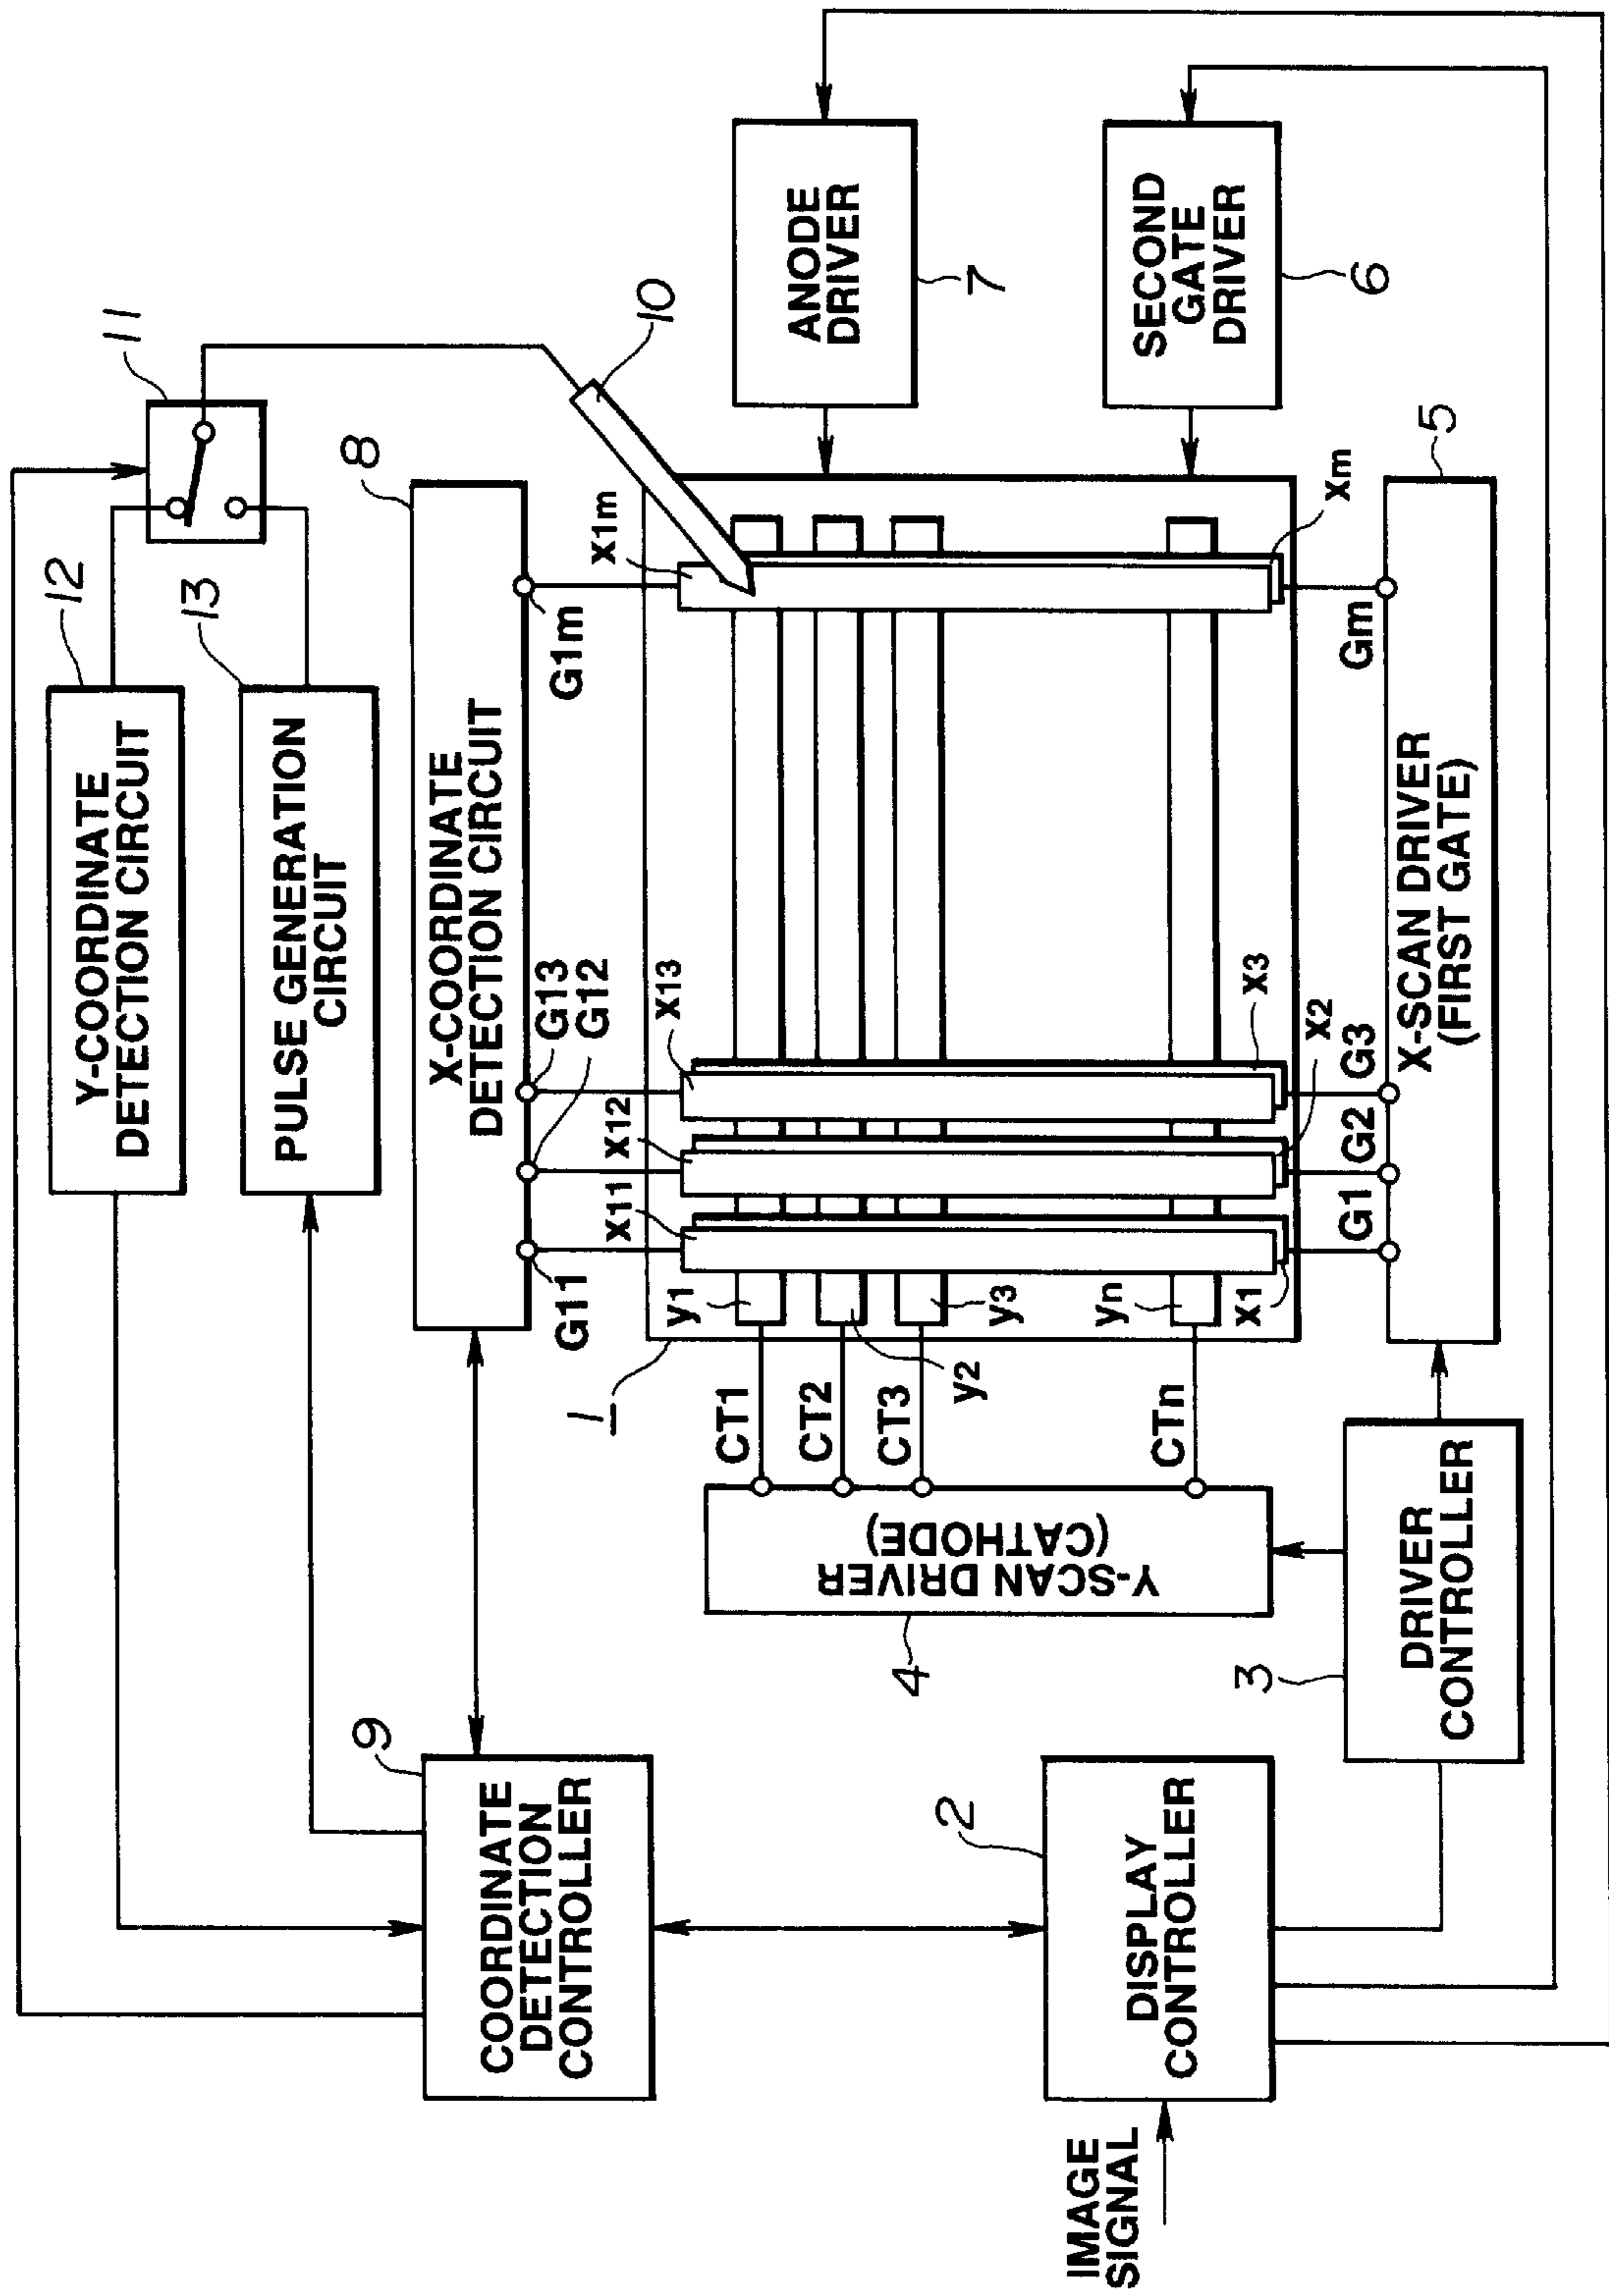 11
12
Y-COORDINATE
DETECTION CIRCUIT
13
PULSE GENERATION
CIRCUIT
8
X-COORDINATE
DETECTION CIRCUIT
G11
G13
G12
G1m
10
9
COORDINATE
DETECTION
CONTROLLER
1
x11
x12
x13
x1m
y1
y2
y3
yn
x1
x2
x3
xm
CT1
CT2
CT3
CTn
Y-SCAN DRIVER
(CATHODE)
4
ANODE
DRIVER
7
SECOND
GATE
DRIVER
6
G1
G2
G3
Gm
5
X-SCAN DRIVER
(FIRST GATE)
2
DISPLAY
CONTROLLER
3
DRIVER
CONTROLLER
IMAGE
SIGNAL